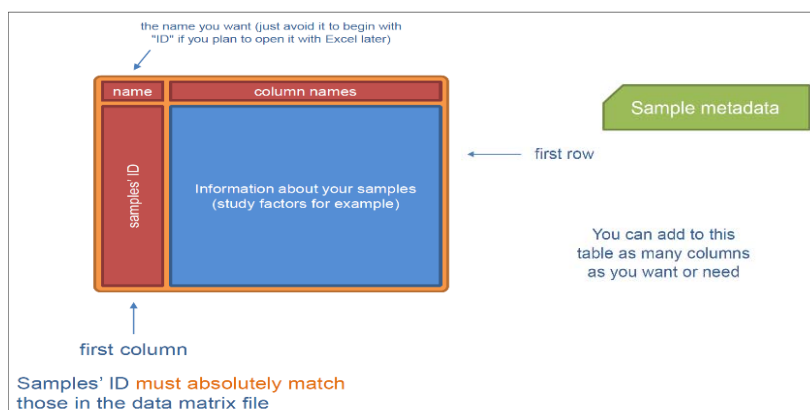 the name you want (just avoid it to begin with
"ID" if you plan to open it with Excel later)
name
column names
Sample metadata
first row
samples' ID
Information about your samples
(study factors for example)
You can add to this
table as many columns
as you want or need
first column
Samples' ID must absolutely match
those in the data matrix file